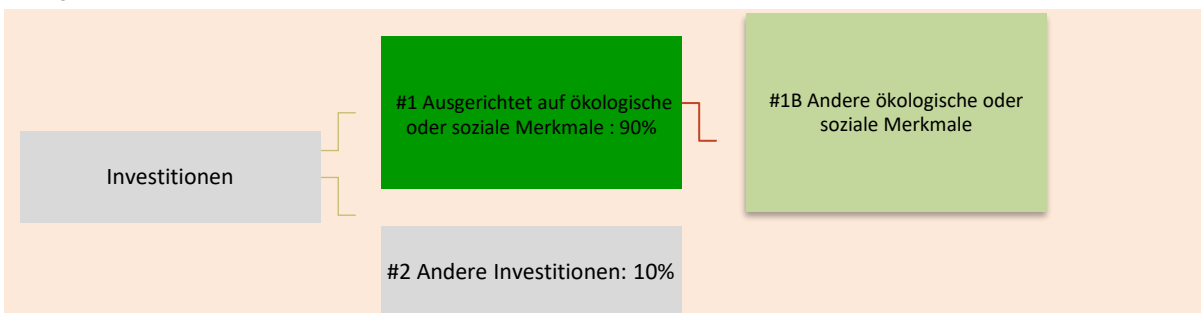 Investitionen
#1 Ausgerichtet auf ökologische
oder soziale Merkmale : 90%
#2 Andere Investitionen: 10%
#1B Andere ökologische oder
soziale Merkmale